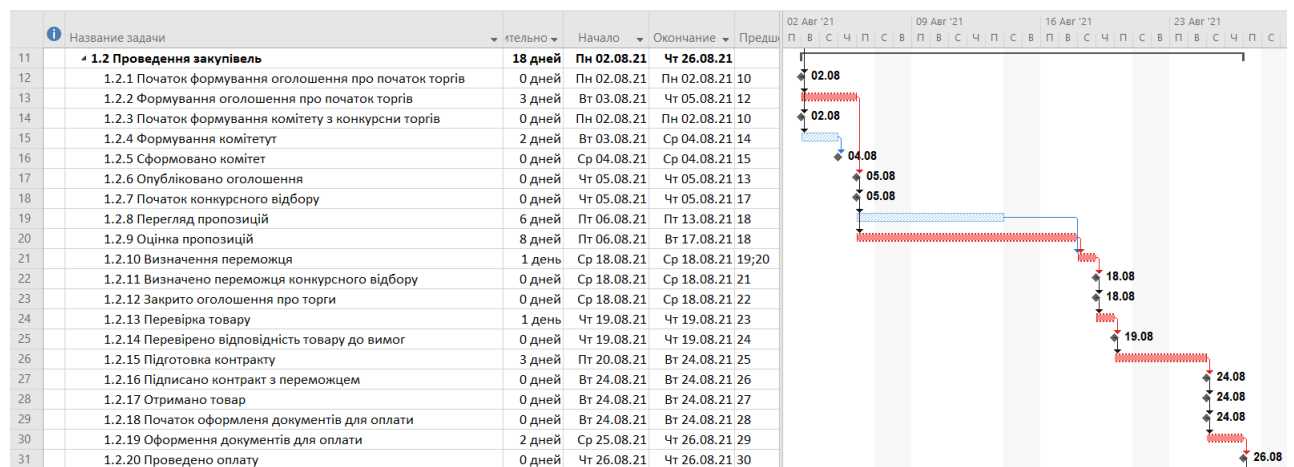 02 Авг '21 09 Авг '21 16 Авг '21 23 Авг '21
Название задачи ительно Начало Окончание Предш П В С Ч П С В П В С Ч П С В П В С Ч П С В П В С Ч П С
11 1.2 Проведення закупівель 18 дней Пн 02.08.21 Чт 26.08.21
12 1.2.1 Початок формування оголошення про початок торгів 0 дней Пн 02.08.21 Пн 02.08.21 10 02.08
13 1.2.2 Формування оголошення про початок торгів 3 дней Вт 03.08.21 Чт 05.08.21 12
14 1.2.3 Початок формування комітету з конкурсни торгів 0 дней Пн 02.08.21 Пн 02.08.21 10 02.08
15 1.2.4 Формування комітетут 2 дней Вт 03.08.21 Ср 04.08.21 14
16 1.2.5 Сформовано комітет 0 дней Ср 04.08.21 Ср 04.08.21 15 04.08
17 1.2.6 Опубліковано оголошення 0 дней Чт 05.08.21 Чт 05.08.21 13 05.08
18 1.2.7 Початок конкурсного відбору 0 дней Чт 05.08.21 Чт 05.08.21 17 05.08
19 1.2.8 Перегляд пропозицій 6 дней Пт 06.08.21 Пт 13.08.21 18
20 1.2.9 Оцінка пропозицій 8 дней Пт 06.08.21 Вт 17.08.21 18
21 1.2.10 Визначення переможця 1 день Ср 18.08.21 Ср 18.08.21 19;20
22 1.2.11 Визначено переможця конкурсного відбору 0 дней Ср 18.08.21 Ср 18.08.21 21 18.08
23 1.2.12 Закрито оголошення про торги 0 дней Ср 18.08.21 Ср 18.08.21 22 18.08
24 1.2.13 Перевірка товару 1 день Чт 19.08.21 Чт 19.08.21 23
25 1.2.14 Перевірено відповідність товару до вимог 0 дней Чт 19.08.21 Чт 19.08.21 24 19.08
26 1.2.15 Підготовка контракту 3 дней Пт 20.08.21 Вт 24.08.21 25
27 1.2.16 Підписано контракт з переможцем 0 дней Вт 24.08.21 Вт 24.08.21 26 24.08
28 1.2.17 Отримано товар 0 дней Вт 24.08.21 Вт 24.08.21 27 24.08
29 1.2.18 Початок оформленя документів для оплати 0 дней Вт 24.08.21 Вт 24.08.21 28 24.08
30 1.2.19 Оформення документів для оплати 2 дней Ср 25.08.21 Чт 26.08.21 29
31 1.2.20 Проведено оплату 0 дней Чт 26.08.21 Чт 26.08.21 30 26.08